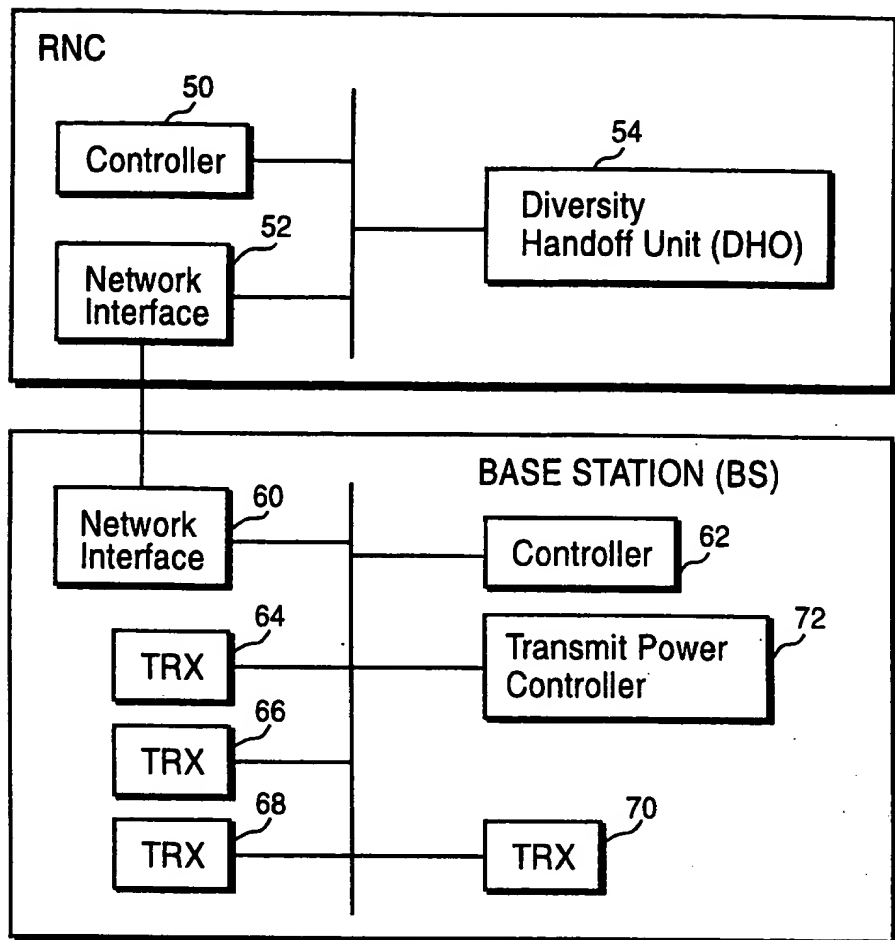 RNC
50
Controller
52
Network
Interface
54
Diversity
Handoff Unit (DHO)
BASE STATION (BS)
60
Network
Interface
Controller
62
64
TRX
72
Transmit Power
Controller
66
TRX
68
TRX
70
TRX